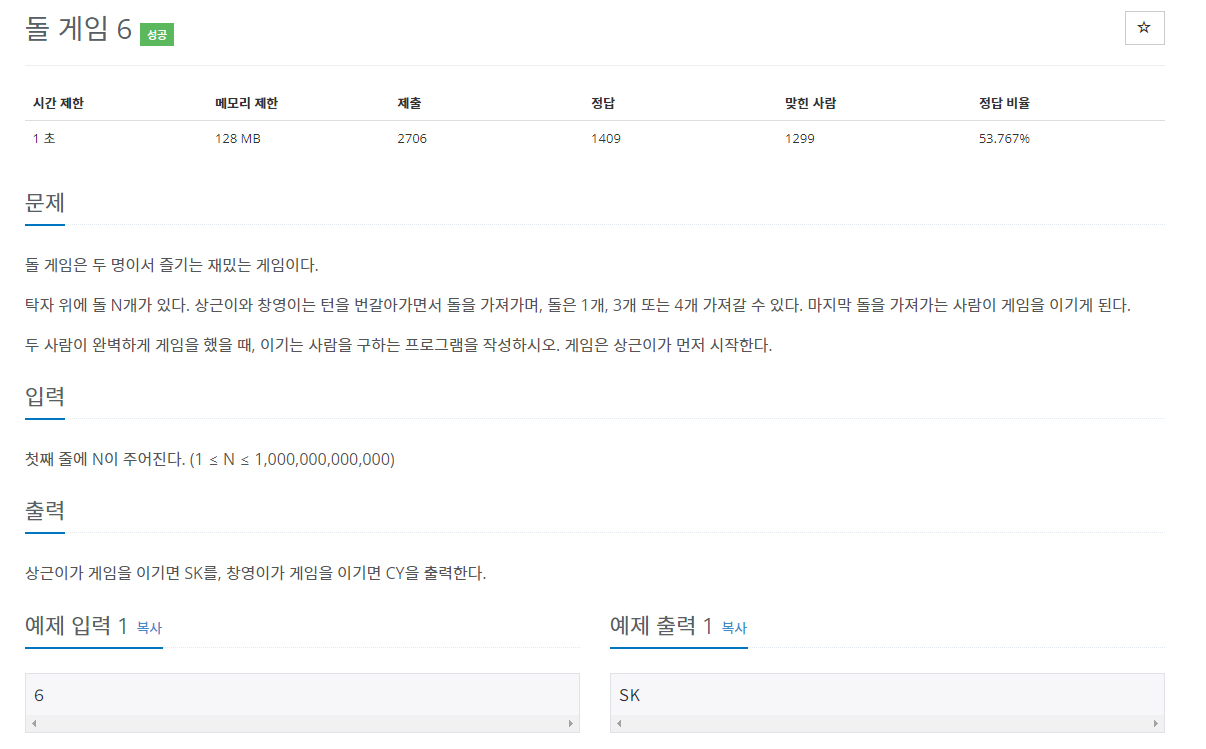 돌 게임 6 성공
☆
시간 제한 메모리 제한 제출 정답 맞힌 사람 정답 비율
1 초 128 MB 2706 1409 1299 53.767%
문제
돌 게임은 두 명이서 즐기는 재밌는 게임이다.
탁자 위에 돌 N개가 있다. 상근이와 창영이는 턴을 번갈아가면서 돌을 가져가며, 돌은 1개, 3개 또는 4개 가져갈 수 있다. 마지막 돌을 가져가는 사람이 게임을 이기게 된다.
두 사람이 완벽하게 게임을 했을 때, 이기는 사람을 구하는 프로그램을 작성하시오. 게임은 상근이가 먼저 시작한다.
입력
첫째 줄에 N이 주어진다. (1 ≤ N ≤ 1,000,000,000,000)
출력
상근이가 게임을 이기면 SK를, 창영이가 게임을 이기면 CY을 출력한다.
예제 입력 1 복사
6
예제 출력 1 복사
SK